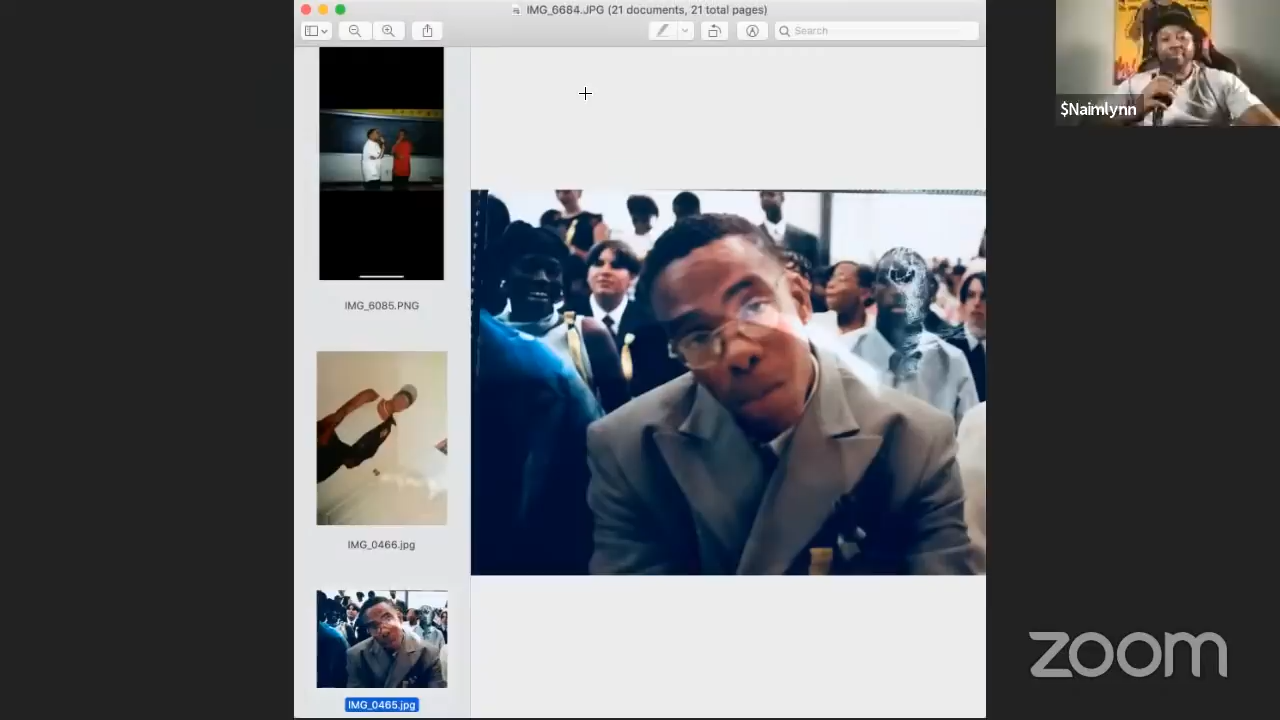 IMG_6684.JPG (21 documents, 21 total pages)
Search
$Naimlynn
IMG_6085.PNG
IMG_0466.jpg
IMG_0465.jpg
zoom